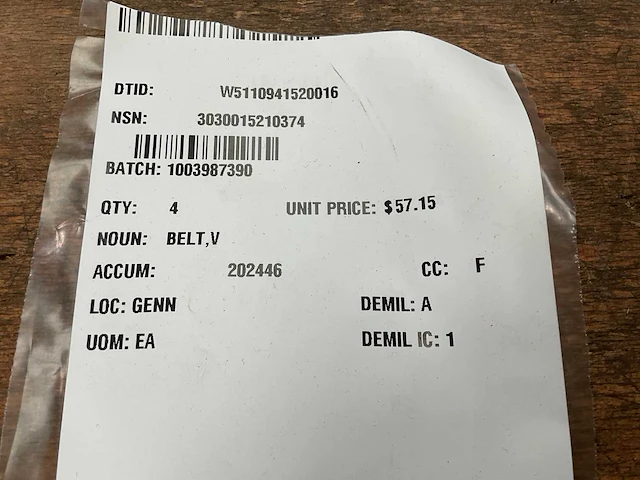 DTID: W5110941520016
NSN: 3030015210374
BATCH: 1003987390
QTY: 4 UNIT PRICE: $57.15
NOUN: BELT,V
ACCUM: 202446 CC: F
LOC: GENN DEMIL: A
UOM: EA DEMIL IC: 1